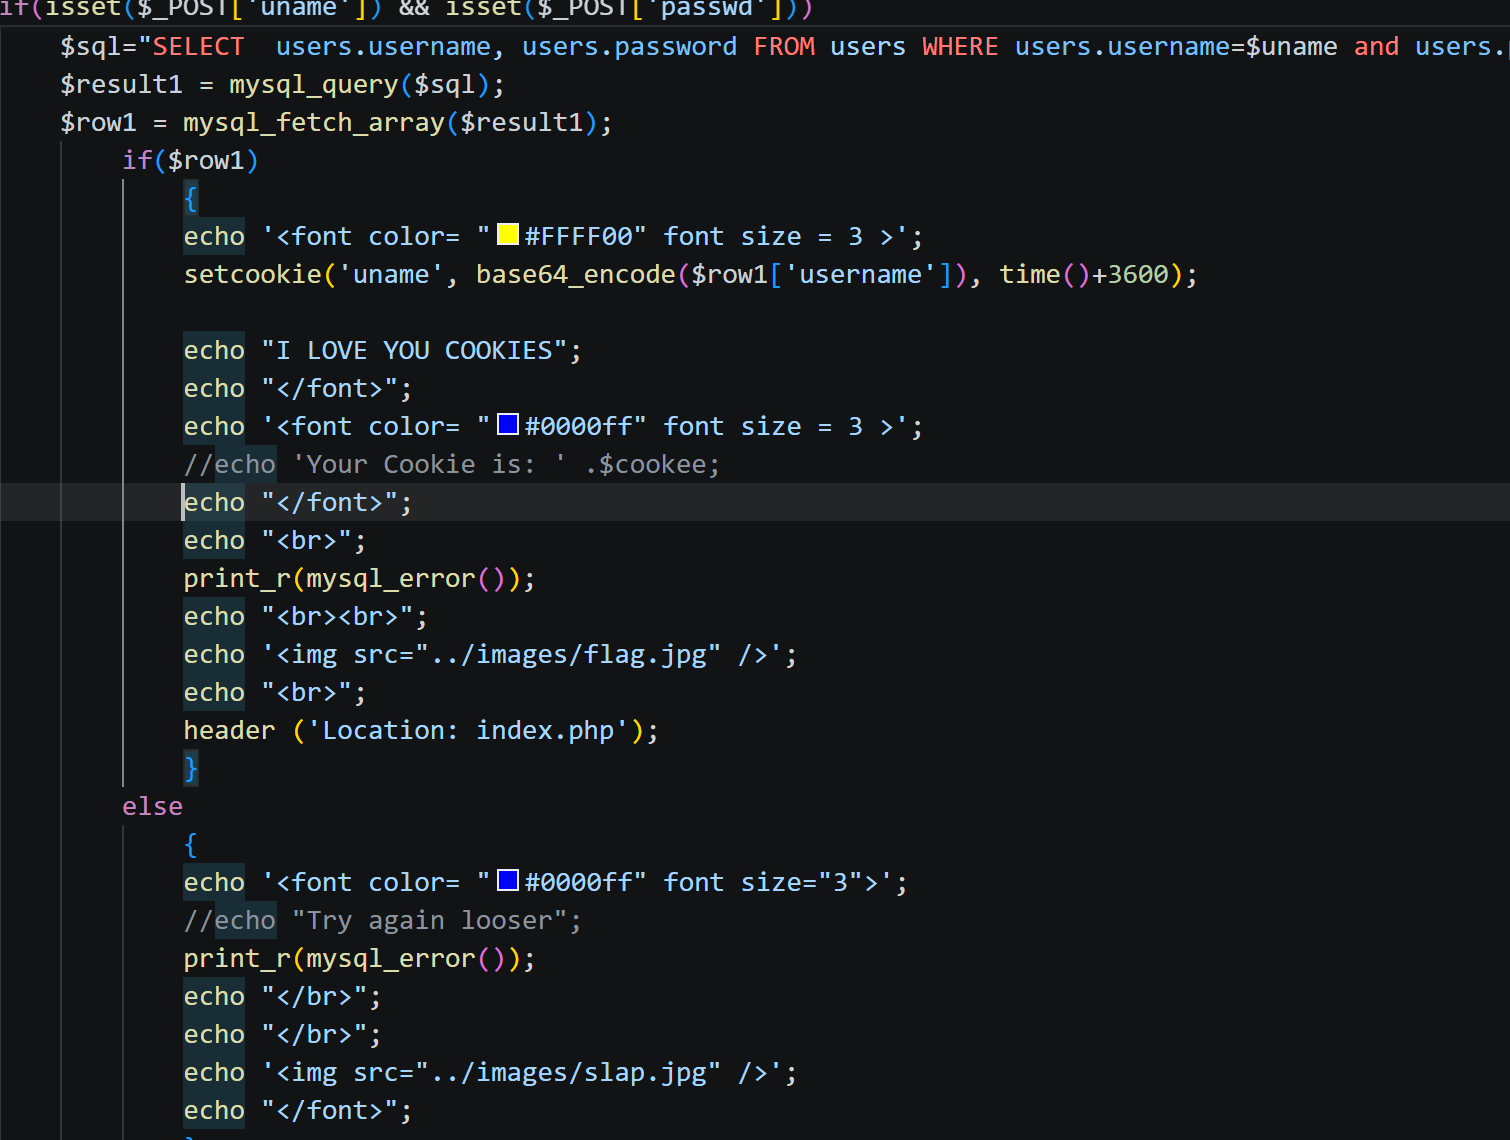 if(isset($_POST['uname']) && isset($_POST['passwd']))
$sql="SELECT  users.username, users.password FROM users WHERE users.username=$uname and users.
$result1 = mysql_query($sql);
$row1 = mysql_fetch_array($result1);
if($row1)
{
echo '<font color= "#FFFF00" font size = 3 >';
setcookie('uname', base64_encode($row1['username']), time()+3600);
echo "I LOVE YOU COOKIES";
echo "</font>";
echo '<font color= "#0000ff" font size = 3 >';
//echo 'Your Cookie is: ' .$cookee;
echo "</font>";
echo "<br>";
print_r(mysql_error());
echo "<br><br>";
echo '<img src="../images/flag.jpg" />';
echo "<br>";
header ('Location: index.php');
}
else
{
echo '<font color= "#0000ff" font size="3">';
//echo "Try again looser";
print_r(mysql_error());
echo "</br>";
echo "</br>";
echo '<img src="../images/slap.jpg" />';
echo "</font>";